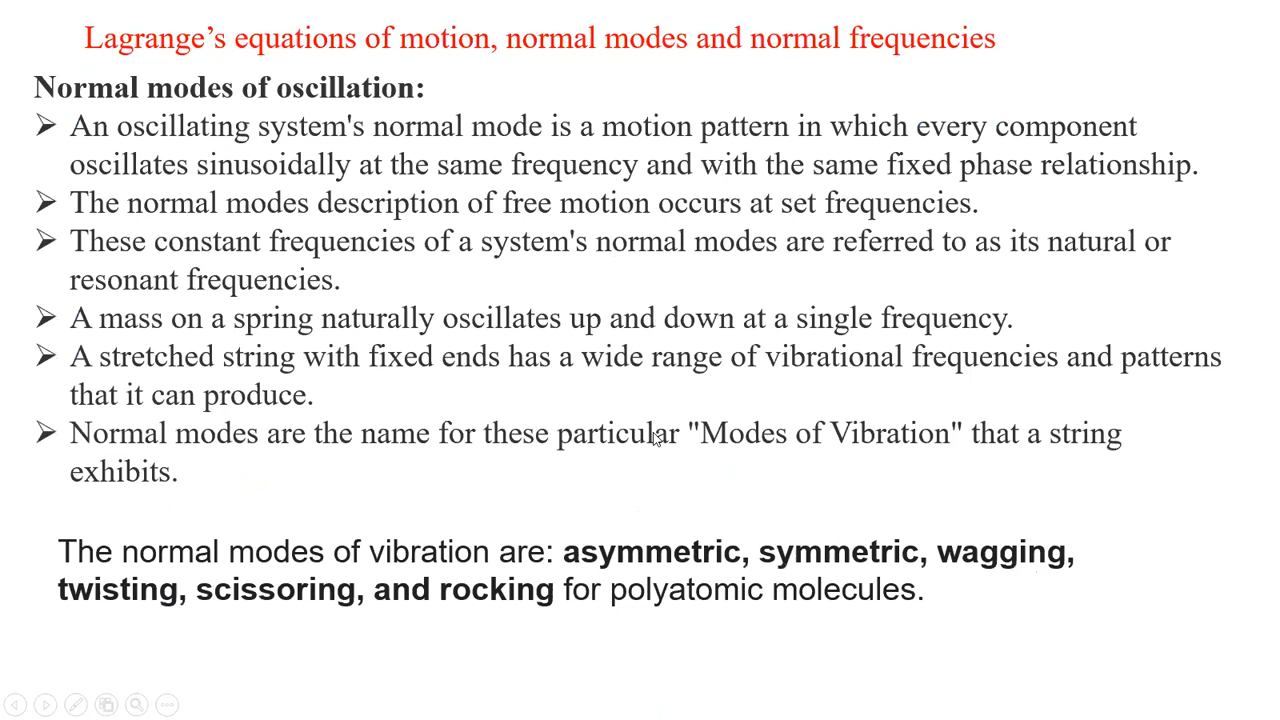 Lagrange’s equations of motion, normal modes and normal frequencies
Normal modes of oscillation:
➢ An oscillating system's normal mode is a motion pattern in which every component
oscillates sinusoidally at the same frequency and with the same fixed phase relationship.
➢ The normal modes description of free motion occurs at set frequencies.
➢ These constant frequencies of a system's normal modes are referred to as its natural or
resonant frequencies.
➢ A mass on a spring naturally oscillates up and down at a single frequency.
➢ A stretched string with fixed ends has a wide range of vibrational frequencies and patterns
that it can produce.
➢ Normal modes are the name for these particular "Modes of Vibration" that a string
exhibits.
The normal modes of vibration are: asymmetric, symmetric, wagging,
twisting, scissoring, and rocking for polyatomic molecules.